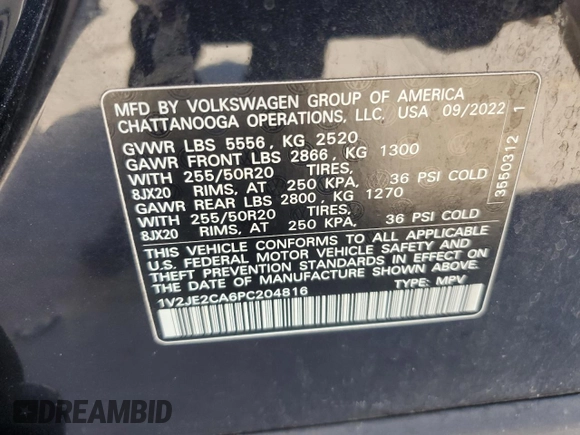 MFD BY VOLKSWAGEN GROUP OF AMERICA
CHATTANOOGA OPERATIONS, LLC, USA 09/2022
GVWR LBS 5556, KG 2520
GAWR FRONT LBS 2866, KG 1300
WITH 255/50R20 TIRES,
8JX20 RIMS, AT 250 KPA, 36 PSI COLD
GAWR REAR LBS 2800, KG 1270
WITH 255/50R20 TIRES,
8JX20 RIMS, AT 250 KPA, 36 PSI COLD
THIS VEHICLE CONFORMS TO ALL APPLICABLE
U.S. FEDERAL MOTOR VEHICLE SAFETY AND
THEFT PREVENTION STANDARDS IN EFFECT ON
THE DATE OF MANUFACTURE SHOWN ABOVE.
1V2JE2CA6PC204816 TYPE: MPV
3550312 1
DREAMBID